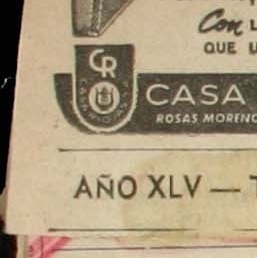 Con L
QUE U
CR
CASA
ROSAS MORENO
AÑO XLV — T